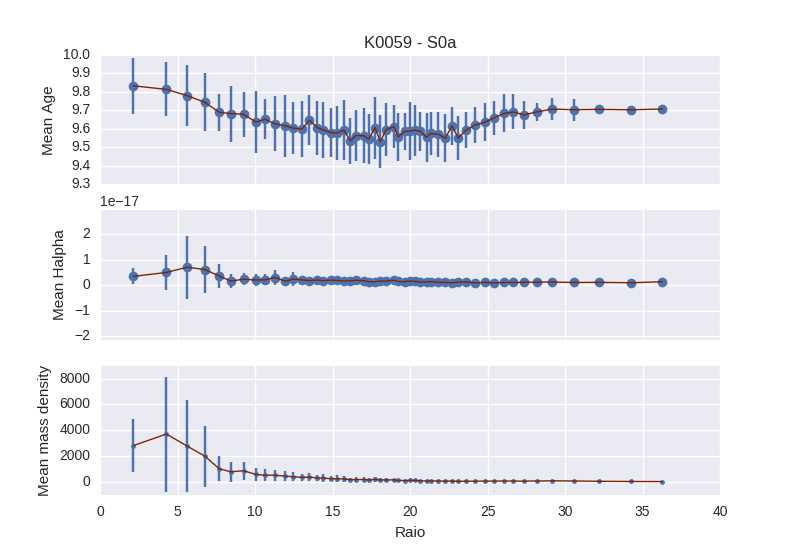 K0059 - S0a
10.0
9.9
9.8
9.7
9.6
9.5
9.4
9.3
Mean Age
1e−17
2
1
0
−1
−2
Mean Halpha
8000
6000
4000
2000
0
Mean mass density
0 5 10 15 20 25 30 35 40
Raio